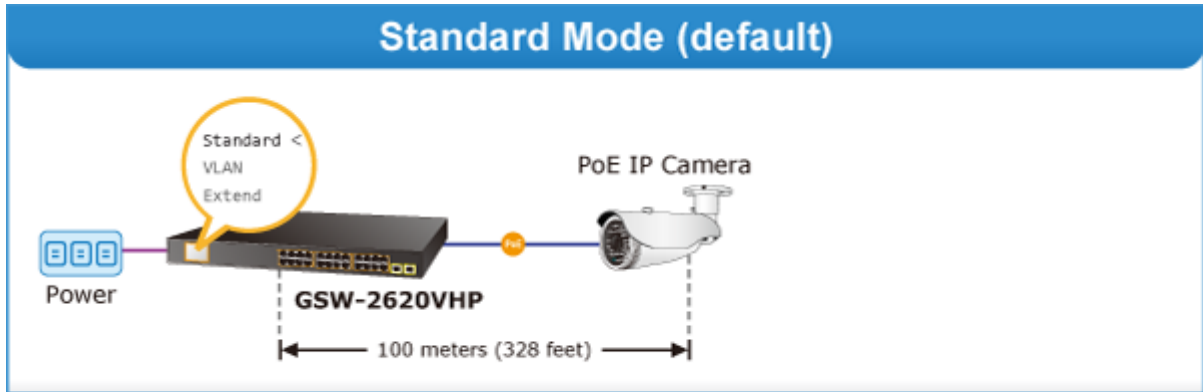 Standard Mode (default)
Standard <
VLAN
Extend
PoE IP Camera
PoE
Power
GSW-2620VHP
100 meters (328 feet)